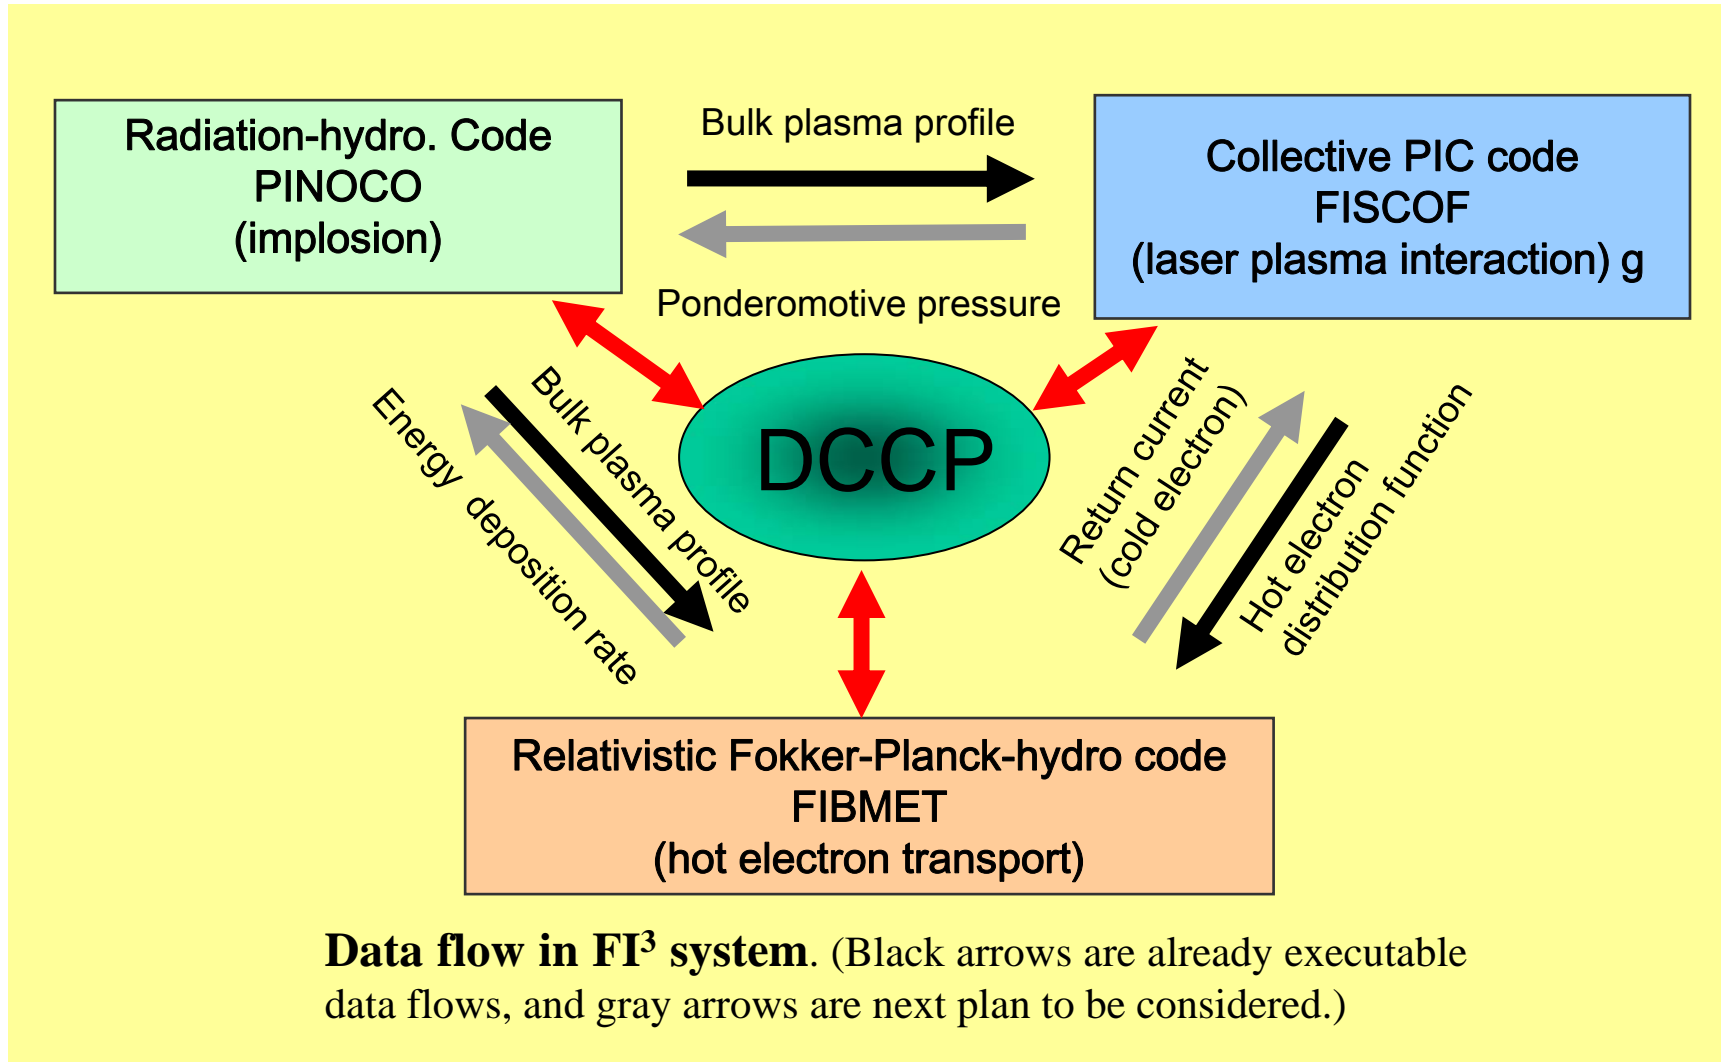 Radiation-hydro. Code
PINOCO
(implosion)
Bulk plasma profile
Ponderomotive pressure
Collective PIC code
FISCOF
(laser plasma interaction) g
Energy deposition rate
Bulk plasma profile
DCCP
Return current
(cold electron)
Hot electron
distribution function
Relativistic Fokker-Planck-hydro code
FIBMET
(hot electron transport)
Data flow in FI³ system. (Black arrows are already executable
data flows, and gray arrows are next plan to be considered.)